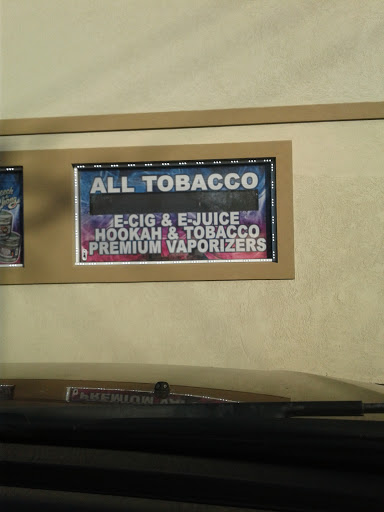 ALL TOBACCO
E-CIG & E-JUICE
HOOKAH & TOBACCO
PREMIUM VAPORIZERS